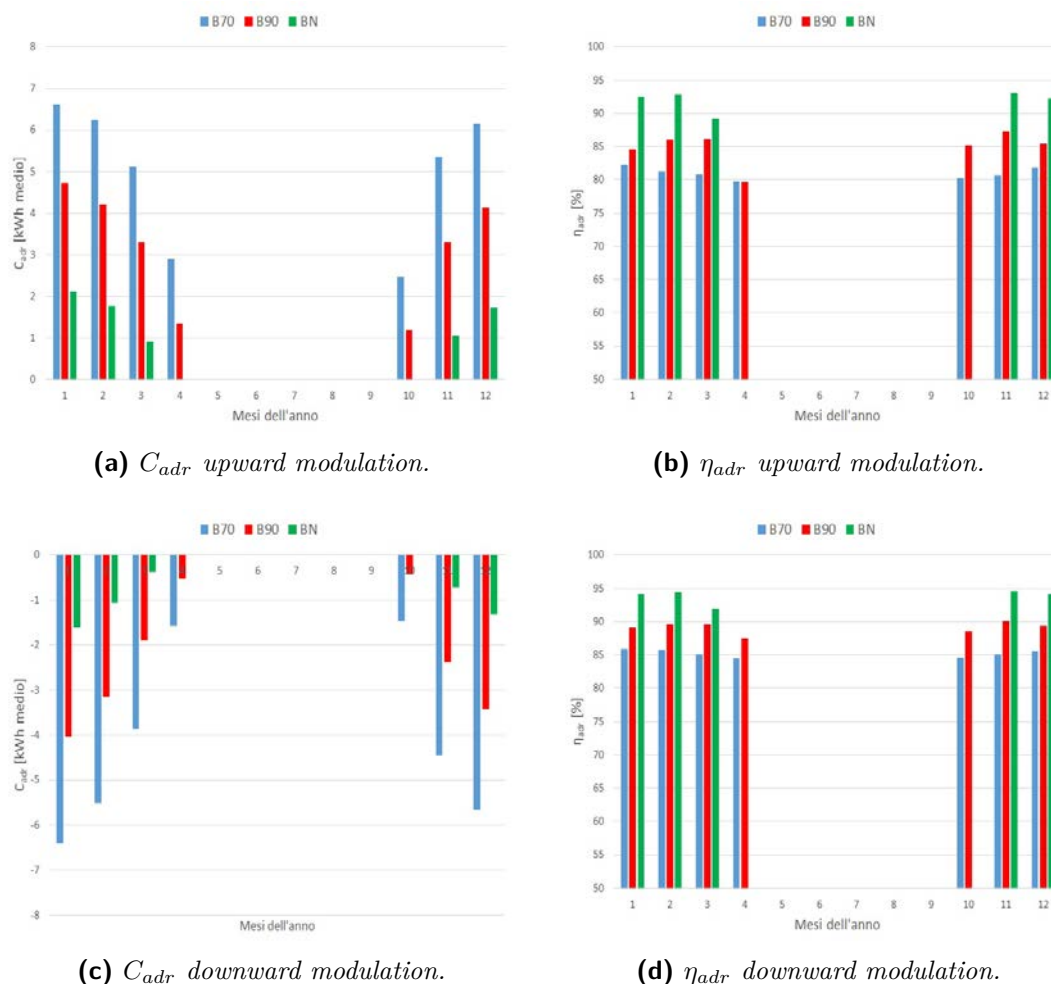 B70 B90 BN
8
7
6
5
4
3
2
1
0
C_adr [kWh medio]
1 2 3 4 5 6 7 8 9 10 11 12
Mesi dell'anno
(a) C_adr upward modulation.
B70 B90 BN
100
95
90
85
80
75
70
65
60
55
50
η_adr [%]
1 2 3 4 5 6 7 8 9 10 11 12
Mesi dell'anno
(b) η_adr upward modulation.
B70 B90 BN
0
-1
-2
-3
-4
-5
-6
-7
-8
C_adr [kWh medio]
5 6 7 8 9
Mesi dell'anno
(c) C_adr downward modulation.
B70 B90 BN
100
95
90
85
80
75
70
65
60
55
50
η_adr [%]
1 2 3 4 5 6 7 8 9 10 11 12
Mesi dell'anno
(d) η_adr downward modulation.